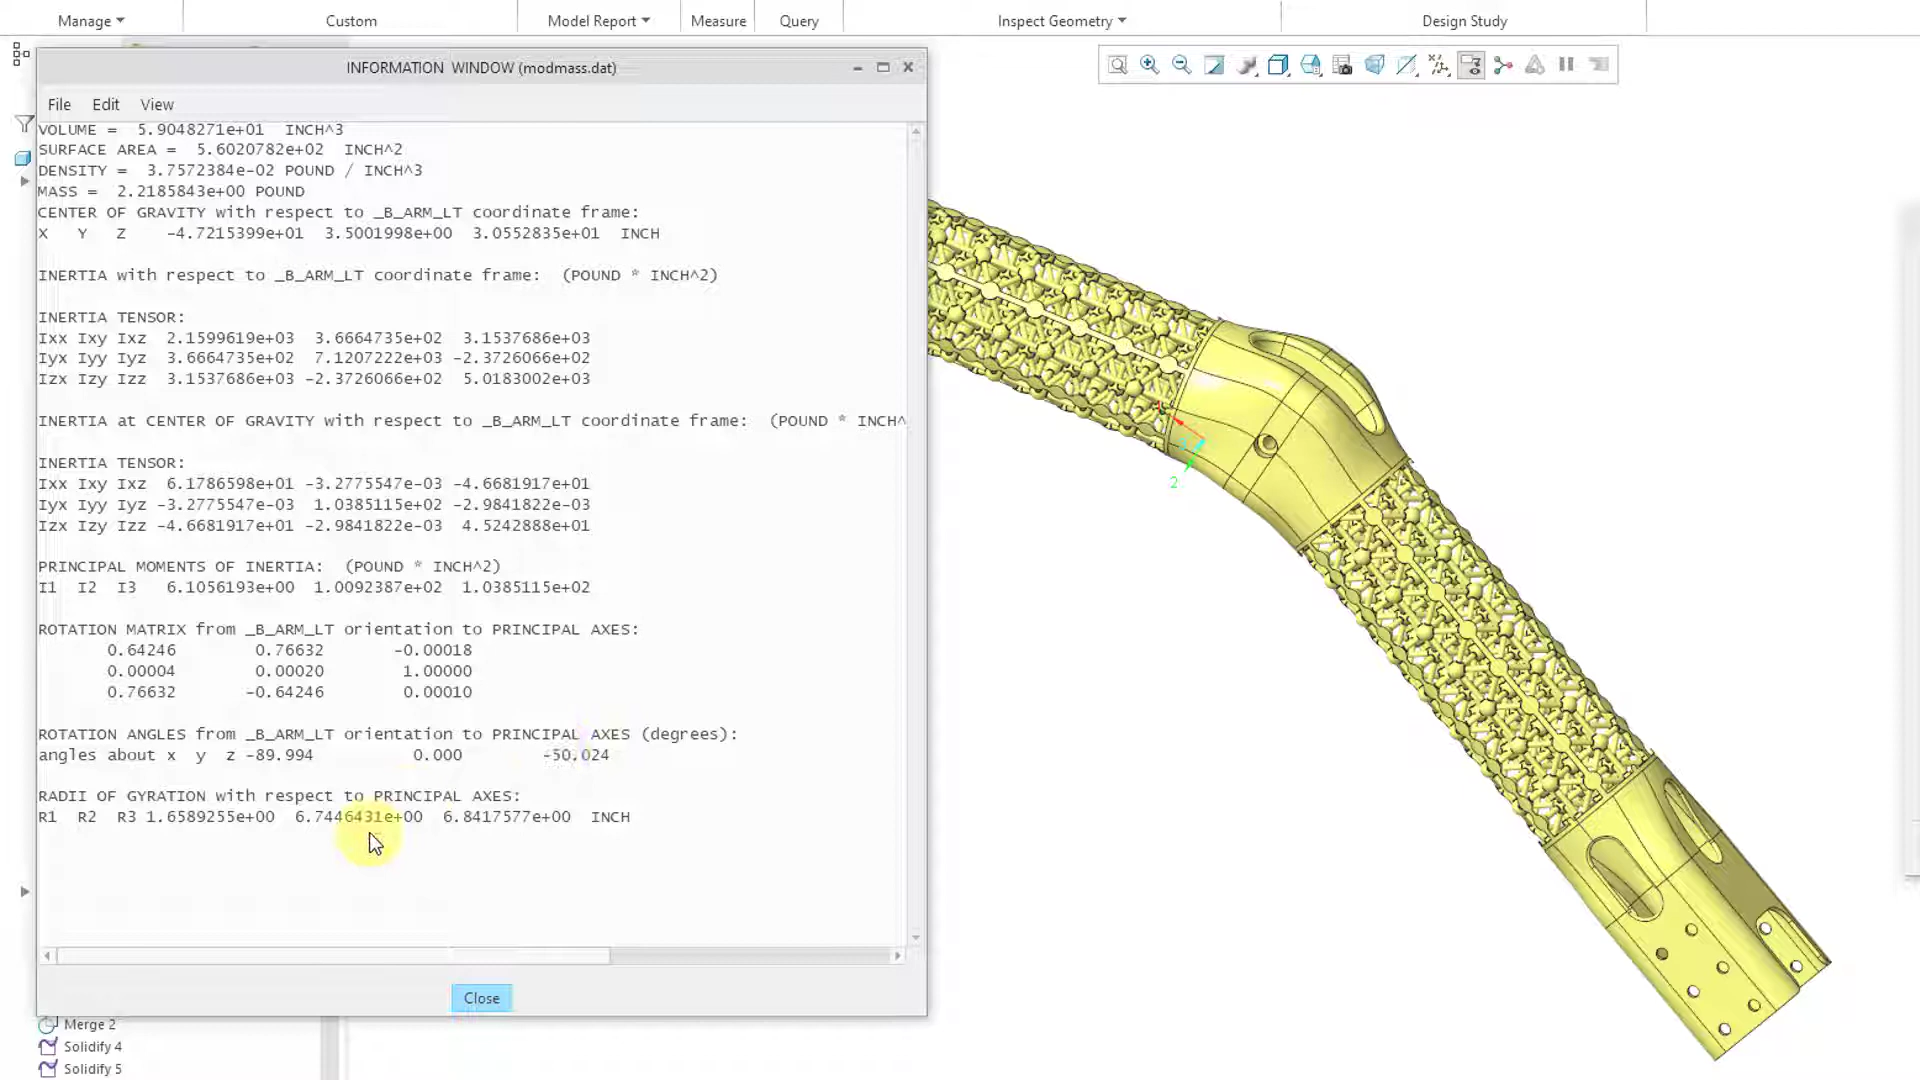 Manage Custom Model Report Measure Query Inspect Geometry Design Study
INFORMATION WINDOW (modmass.dat)
File Edit View
VOLUME = 5.9048271e+01 INCH^3
SURFACE AREA = 5.6020782e+02 INCH^2
DENSITY = 3.7572384e-02 POUND / INCH^3
MASS = 2.2185843e+00 POUND
CENTER OF GRAVITY with respect to _B_ARM_LT coordinate frame:
X Y Z -4.7215399e+01 3.5001998e+00 3.0552835e+01 INCH
INERTIA with respect to _B_ARM_LT coordinate frame: (POUND * INCH^2)
INERTIA TENSOR:
Ixx Ixy Ixz 2.1599619e+03 3.6664735e+02 3.1537686e+03
Iyx Iyy Iyz 3.6664735e+02 7.1207222e+03 -2.3726066e+02
Izx Izy Izz 3.1537686e+03 -2.3726066e+02 5.0183002e+03
INERTIA at CENTER OF GRAVITY with respect to _B_ARM_LT coordinate frame: (POUND * INCH^
INERTIA TENSOR:
Ixx Ixy Ixz 6.1786598e+01 -3.2775547e-03 -4.6681917e+01
Iyx Iyy Iyz -3.2775547e-03 1.0385112e+02 -2.9841822e-03
Izx Izy Izz -4.6681917e+01 -2.9841822e-03 4.5242888e+01
PRINCIPAL MOMENTS OF INERTIA: (POUND * INCH^2)
I1 I2 I3 6.1056193e+00 1.0092387e+02 1.0385115e+02
ROTATION MATRIX from _B_ARM_LT orientation to PRINCIPAL AXES:
0.64246 0.76632 -0.00018
0.00004 0.00020 1.00000
0.76632 -0.64246 0.00010
ROTATION ANGLES from _B_ARM_LT orientation to PRINCIPAL AXES (degrees):
angles about x y z -89.994 0.000 -50.024
RADII OF GYRATION with respect to PRINCIPAL AXES:
R1 R2 R3 1.6589255e+00 6.7446431e+00 6.8417577e+00 INCH
Close
Merge 2
Solidify 4
Solidify 5
2